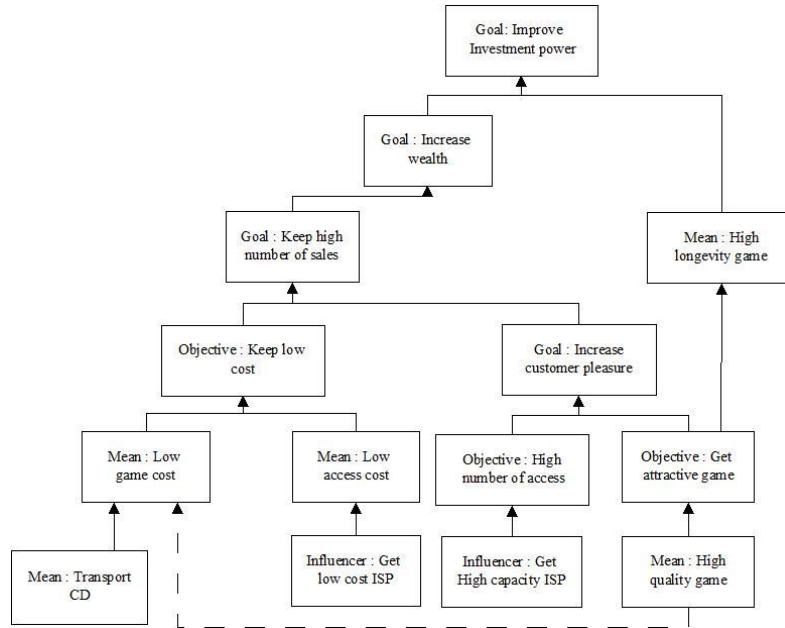 Goal: Improve
Investment power
Goal : Increase
wealth
Goal : Keep high
number of sales
Mean : High
longevity game
Objective : Keep low
cost
Goal : Increase
customer pleasure
Mean : Low
game cost
Mean : Low
access cost
Objective : High
number of access
Objective : Get
attractive game
Mean : Transport
CD
Influencer : Get
low cost ISP
Influencer : Get
High capacity ISP
Mean : High
quality game